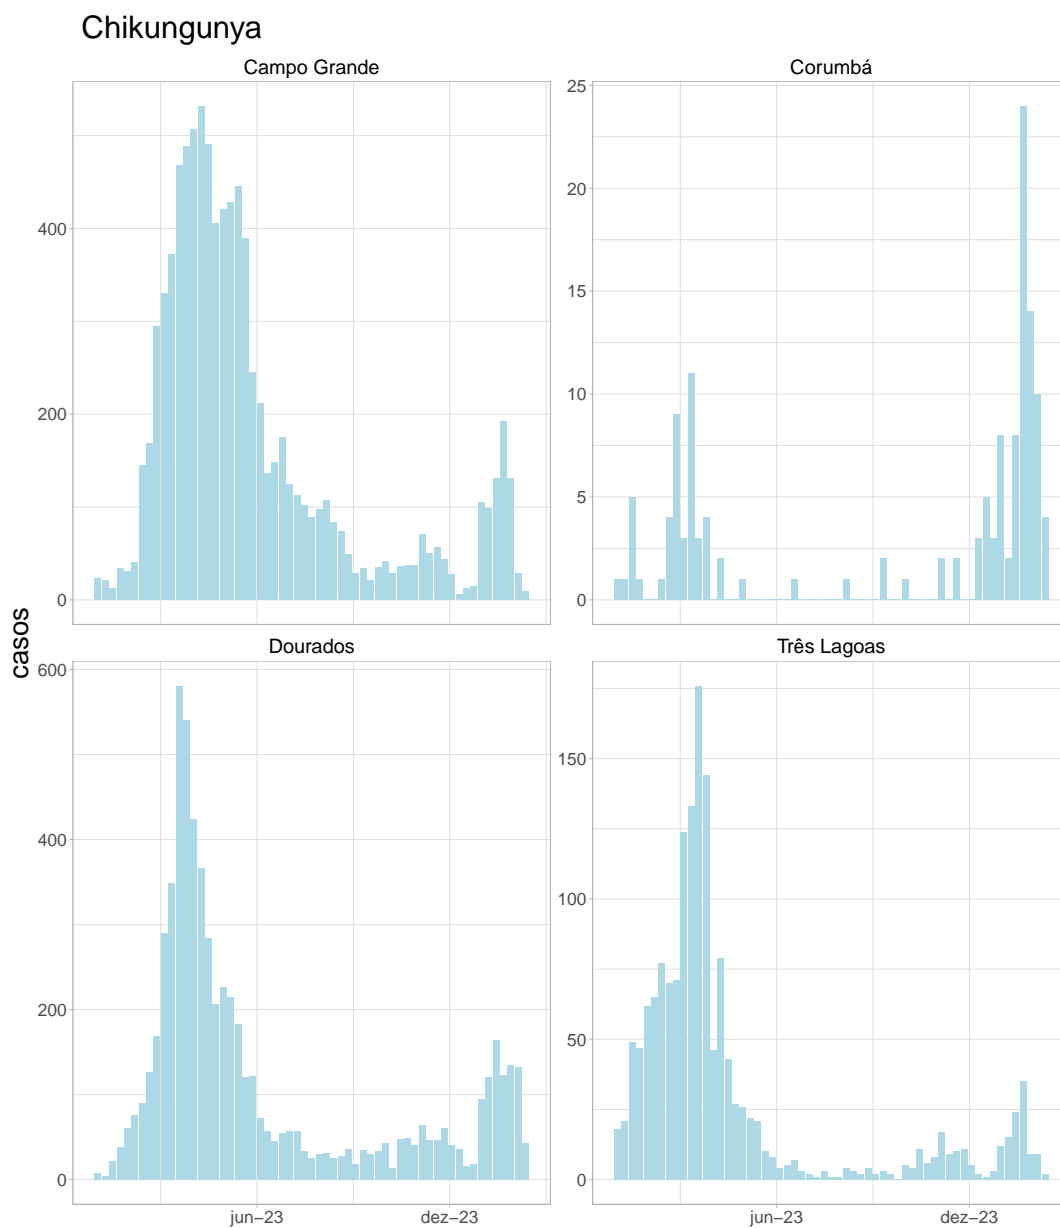 Chikungunya
Campo Grande
Corumbá
400
200
0
25
20
15
10
5
0
casos
Dourados
Três Lagoas
600
400
200
0
150
100
50
0
jun−23
dez−23
jun−23
dez−23